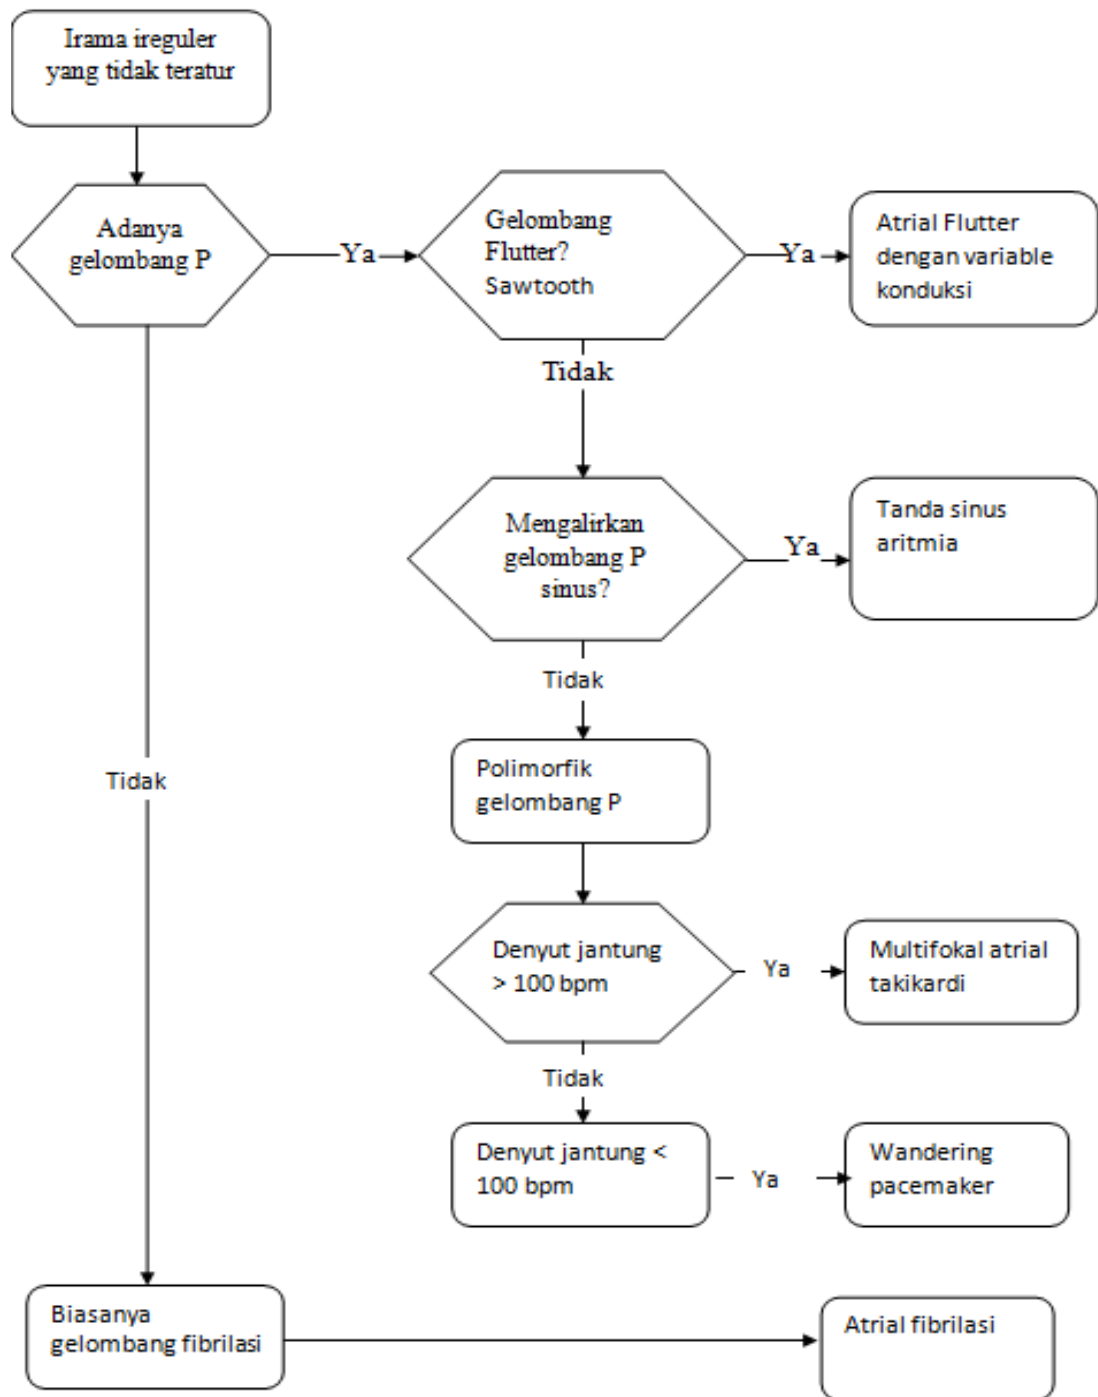 Irama ireguler
yang tidak teratur
Adanya
gelombang P
Ya
Gelombang
Flutter?
Sawtooth
Ya
Atrial Flutter
dengan variable
konduksi
Tidak
Mengalirkan
gelombang P
sinus?
Ya
Tanda sinus
aritmia
Tidak
Polimorfik
gelombang P
Tidak
Denyut jantung
> 100 bpm
Ya
Multifokal atrial
takikardi
Tidak
Denyut jantung <
100 bpm
Ya
Wandering
pacemaker
Biasanya
gelombang fibrilasi
Atrial fibrilasi